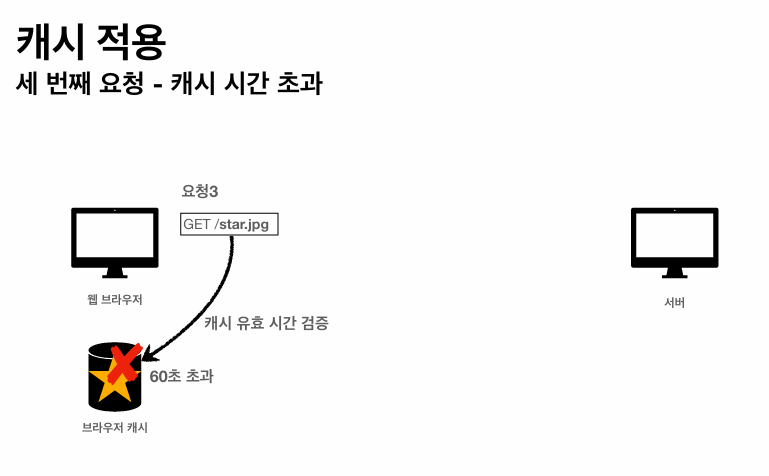 캐시 적용
세 번째 요청 - 캐시 시간 초과
요청3
GET /star.jpg
웹 브라우저
서버
캐시 유효 시간 검증
60초 초과
브라우저 캐시